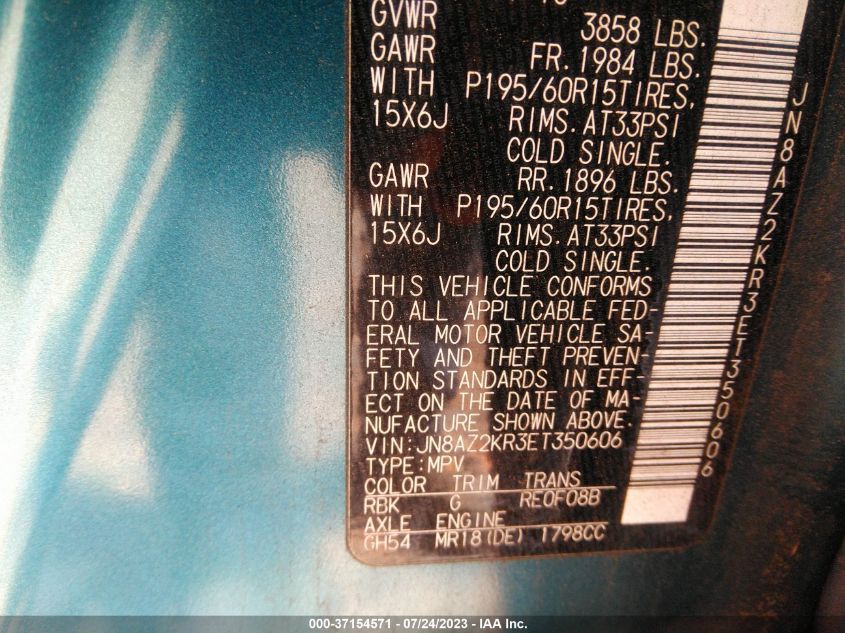 GVWR 3858 LBS.
GAWR FR. 1984 LBS.
WITH P195/60R15TIRES,
15X6J RIMS. AT33PSI
COLD SINGLE.
GAWR RR. 1896 LBS.
WITH P195/60R15TIRES,
15X6J RIMS. AT33PSI
COLD SINGLE.
THIS VEHICLE CONFORMS
TO ALL APPLICABLE FED-
ERAL MOTOR VEHICLE SA-
FETY AND THEFT PREVEN-
TION STANDARDS IN EFF-
ECT ON THE DATE OF MA-
NUFACTURE SHOWN ABOVE.
VIN:JN8AZ2KR3ET350606
TYPE:MPV
COLOR TRIM TRANS
RBK G RE0F08B
AXLE ENGINE
GH54 MR18(DE) 1798CC
JN8AZ2KR3ET350606
000-37154571 - 07/24/2023 - IAA Inc.